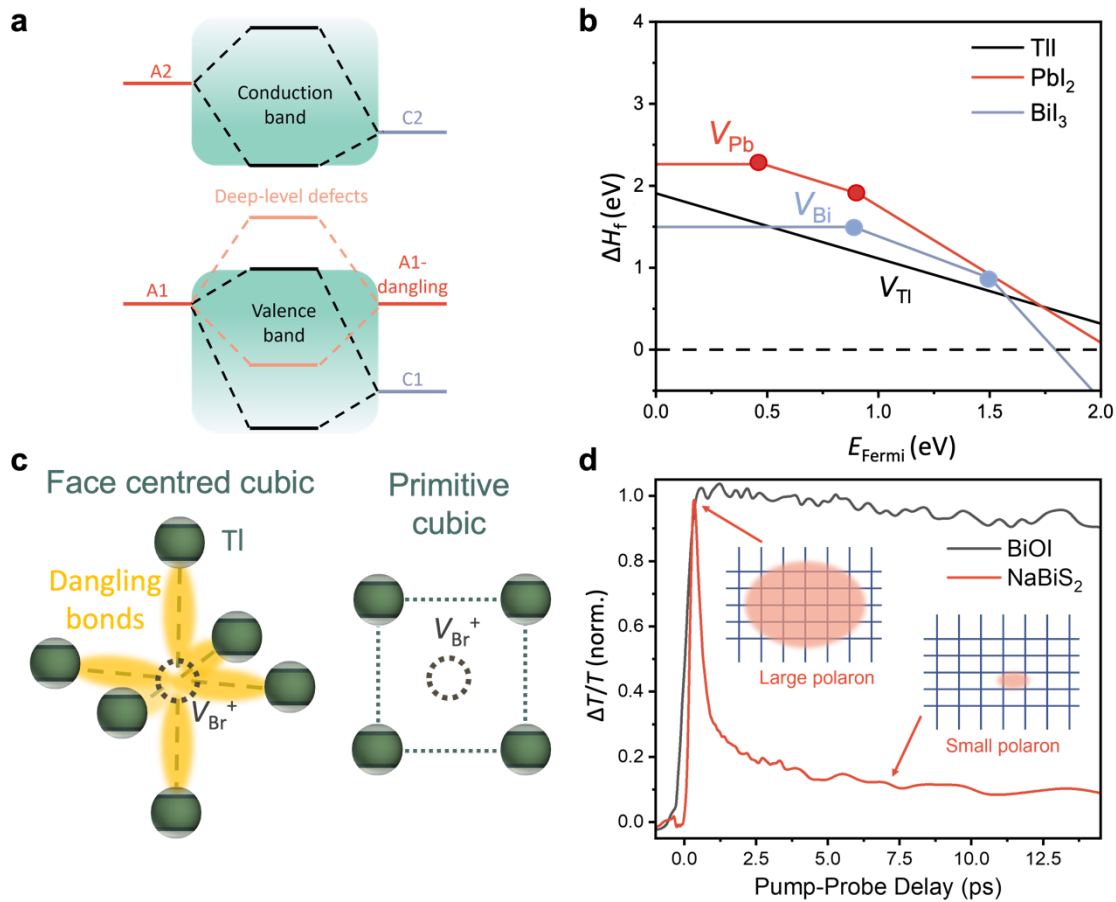 a
A2
Conduction
band
C2
Deep-level defects
A1
A1-
dangling
Valence
band
C1
b
4
3
2
1
0
ΔHf (eV)
TlI
PbI2
BiI3
VPb
VBi
VTl
0.0
0.5
1.0
1.5
2.0
EFermi (eV)
c
Face centred cubic
Tl
Dangling
bonds
VBr+
Primitive
cubic
VBr+
d
1.0
0.8
0.6
0.4
0.2
0.0
ΔT/T (norm.)
BiOI
NaBiS2
Large polaron
Small polaron
0.0
2.5
5.0
7.5
10.0
12.5
Pump-Probe Delay (ps)